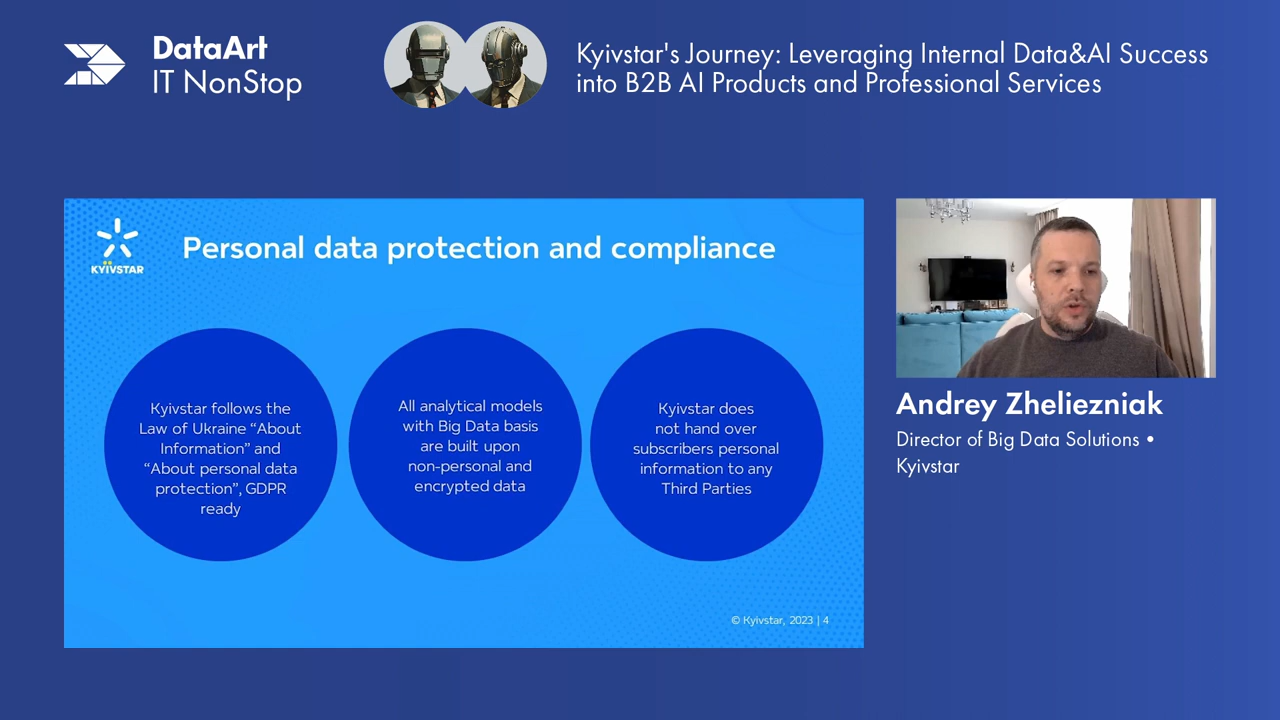 DataArt
IT NonStop
Kyivstar's Journey: Leveraging Internal Data&AI Success
into B2B AI Products and Professional Services
KYЇVSTAR
Personal data protection and compliance
Kyivstar follows the
Law of Ukraine “About
Information” and
“About personal data
protection”, GDPR
ready
All analytical models
with Big Data basis
are built upon
non-personal and
encrypted data
Kyivstar does
not hand over
subscribers personal
information to any
Third Parties
© Kyivstar, 2023 | 4
Andrey Zheliezniak
Director of Big Data Solutions •
Kyivstar